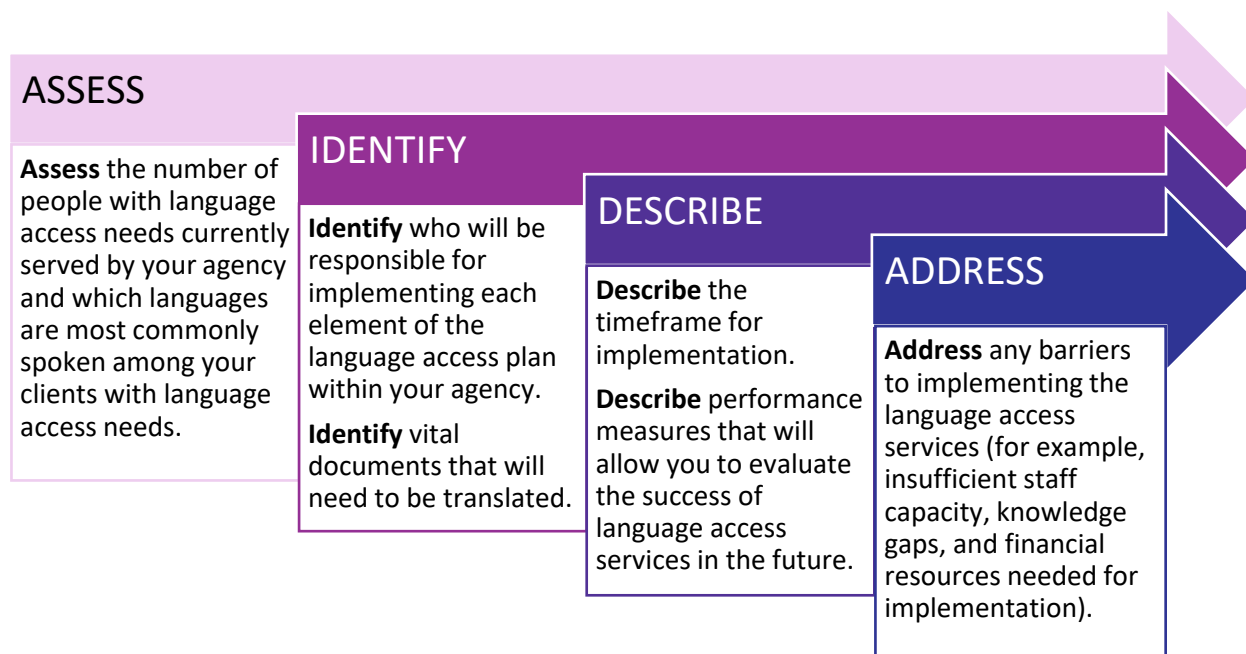 ASSESS
Assess the number of
people with language
access needs currently
served by your agency
and which languages
are most commonly
spoken among your
clients with language
access needs.
IDENTIFY
Identify who will be
responsible for
implementing each
element of the
language access plan
within your agency.
Identify vital
documents that will
need to be translated.
DESCRIBE
Describe the
timeframe for
implementation.
Describe performance
measures that will
allow you to evaluate
the success of
language access
services in the future.
ADDRESS
Address any barriers
to implementing the
language access
services (for example,
insufficient staff
capacity, knowledge
gaps, and financial
resources needed for
implementation).